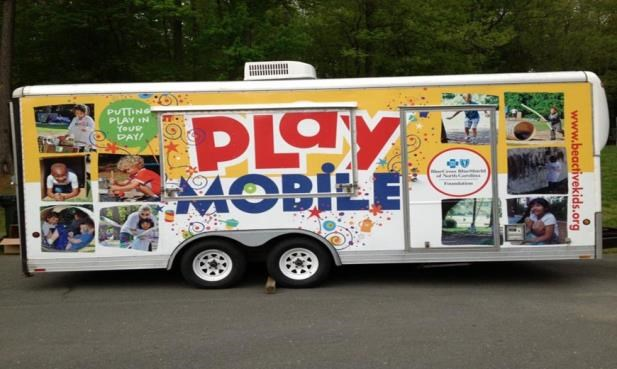 PUTTING
PLAY IN
YOUR
DAY!
PLAY
MOBILE
BlueCross BlueShield
of North Carolina
Foundation
www.beactivekids.org